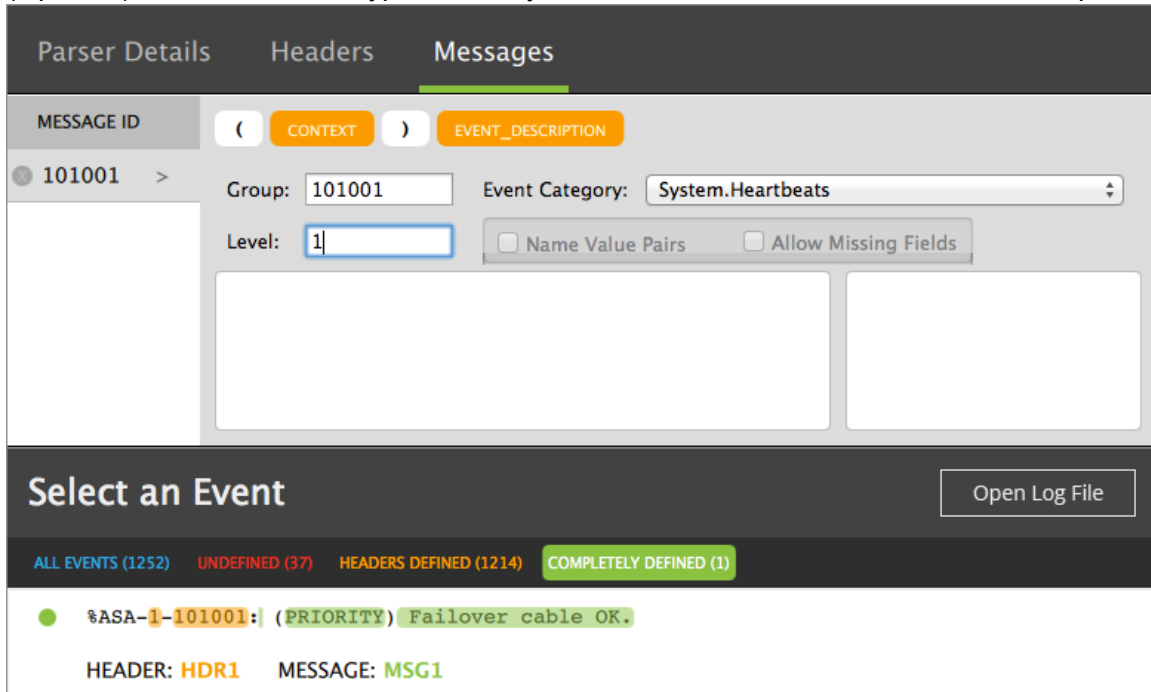 Parser Details Headers Messages
MESSAGE ID ( CONTEXT ) EVENT_DESCRIPTION
x 101001 > Group: 101001 Event Category: System.Heartbeats
Level: 1 Name Value Pairs Allow Missing Fields
Select an Event Open Log File
ALL EVENTS (1252) UNDEFINED (37) HEADERS DEFINED (1214) COMPLETELY DEFINED (1)
%ASA-1-101001: (PRIORITY) Failover cable OK.
HEADER: HDR1 MESSAGE: MSG1